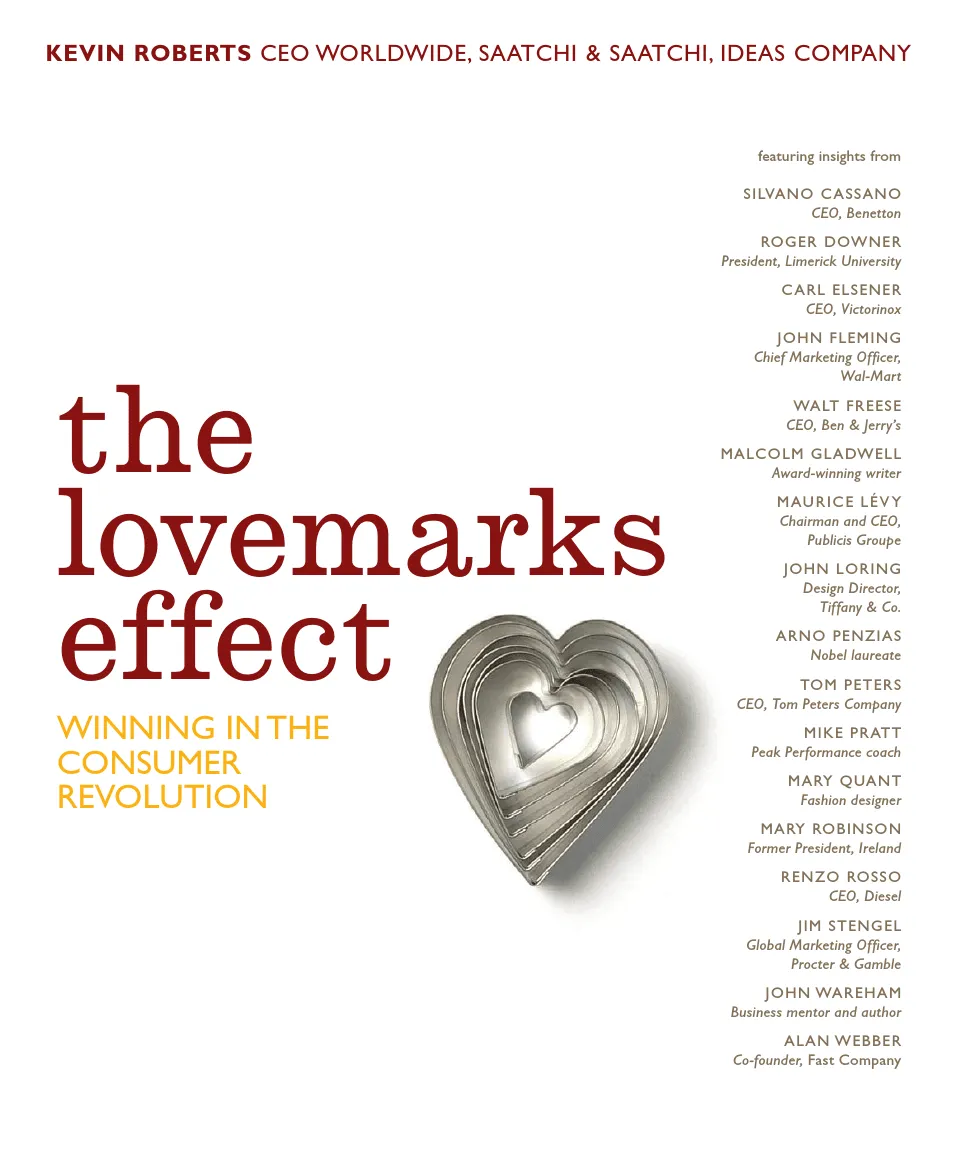 KEVIN ROBERTS CEO WORLDWIDE, SAATCHI & SAATCHI, IDEAS COMPANY
featuring insights from
SILVANO CASSANO
CEO, Benetton
ROGER DOWNER
President, Limerick University
CARL ELSENER
CEO, Victorinox
JOHN FLEMING
Chief Marketing Officer,
Wal-Mart
WALT FREESE
CEO, Ben & Jerry's
MALCOLM GLADWELL
Award-winning writer
MAURICE LÉVY
Chairman and CEO,
Publicis Groupe
JOHN LORING
Design Director,
Tiffany & Co.
ARNO PENZIAS
Nobel laureate
TOM PETERS
CEO, Tom Peters Company
MIKE PRATT
Peak Performance coach
MARY QUANT
Fashion designer
MARY ROBINSON
Former President, Ireland
RENZO ROSSO
CEO, Diesel
JIM STENGEL
Global Marketing Officer,
Procter & Gamble
JOHN WAREHAM
Business mentor and author
ALAN WEBBER
Co-founder, Fast Company
the
lovemarks
effect
WINNING IN THE
CONSUMER
REVOLUTION